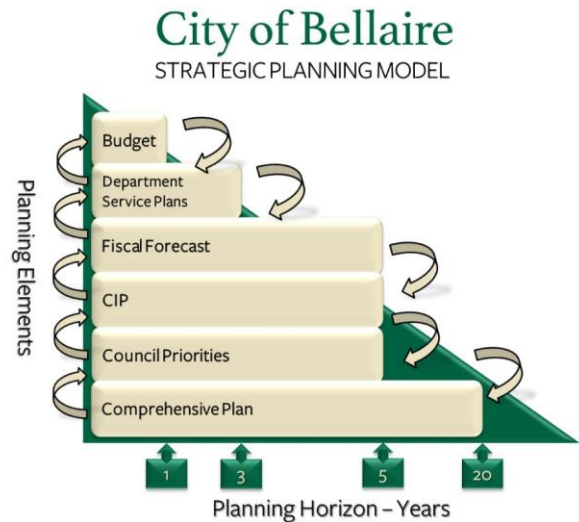 City of Bellaire
STRATEGIC PLANNING MODEL
Planning Elements
Budget
Department
Service Plans
Fiscal Forecast
CIP
Council Priorities
Comprehensive Plan
1 3 5 20
Planning Horizon – Years